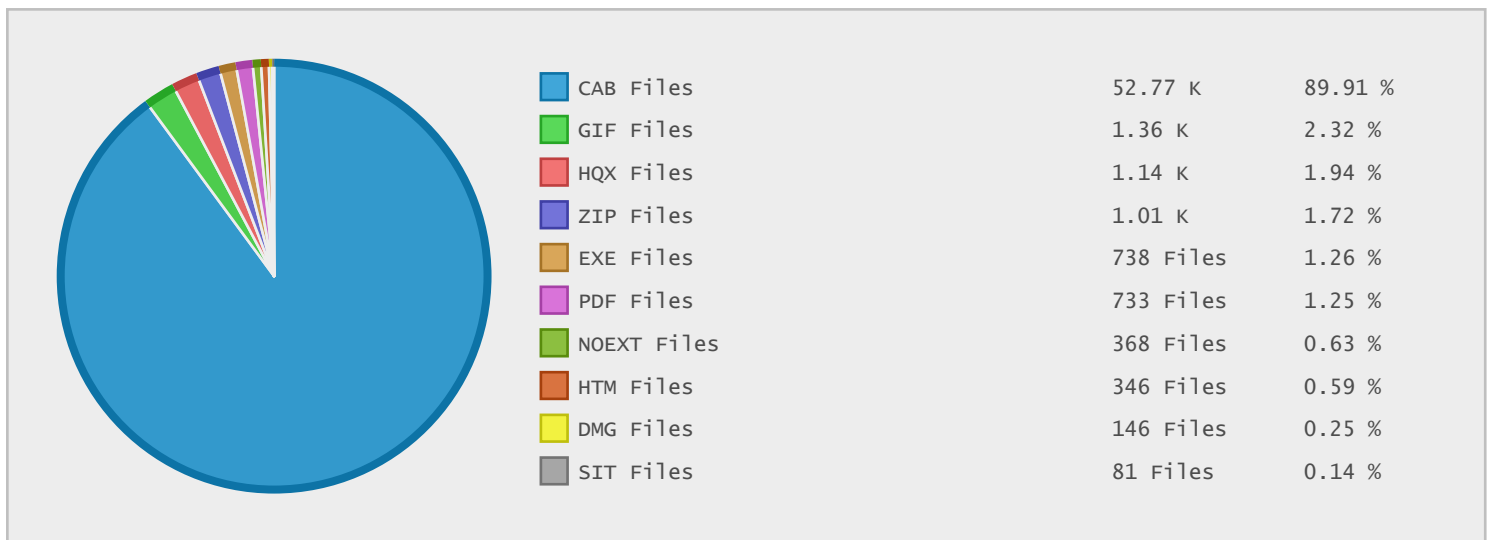 CAB Files 52.77 K 89.91 %
GIF Files 1.36 K 2.32 %
HQX Files 1.14 K 1.94 %
ZIP Files 1.01 K 1.72 %
EXE Files 738 Files 1.26 %
PDF Files 733 Files 1.25 %
NOEXT Files 368 Files 0.63 %
HTM Files 346 Files 0.59 %
DMG Files 146 Files 0.25 %
SIT Files 81 Files 0.14 %